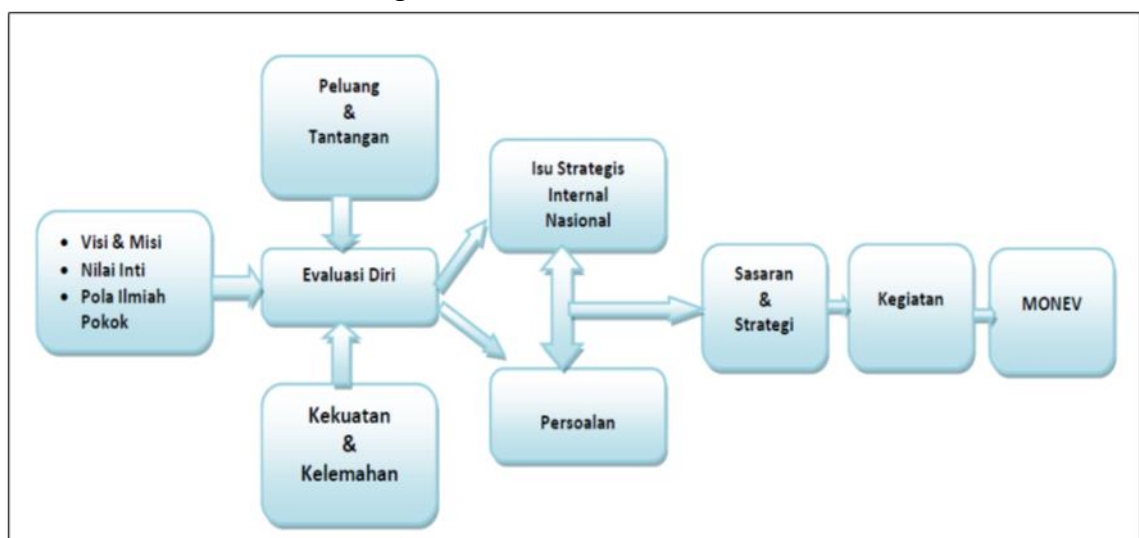 Peluang
&
Tantangan
Isu Strategis
Internal
Nasional
• Visi & Misi
• Nilai Inti
• Pola Ilmiah
Pokok
Evaluasi Diri
Sasaran
&
Strategi
Kegiatan
MONEV
Kekuatan
&
Kelemahan
Persoalan